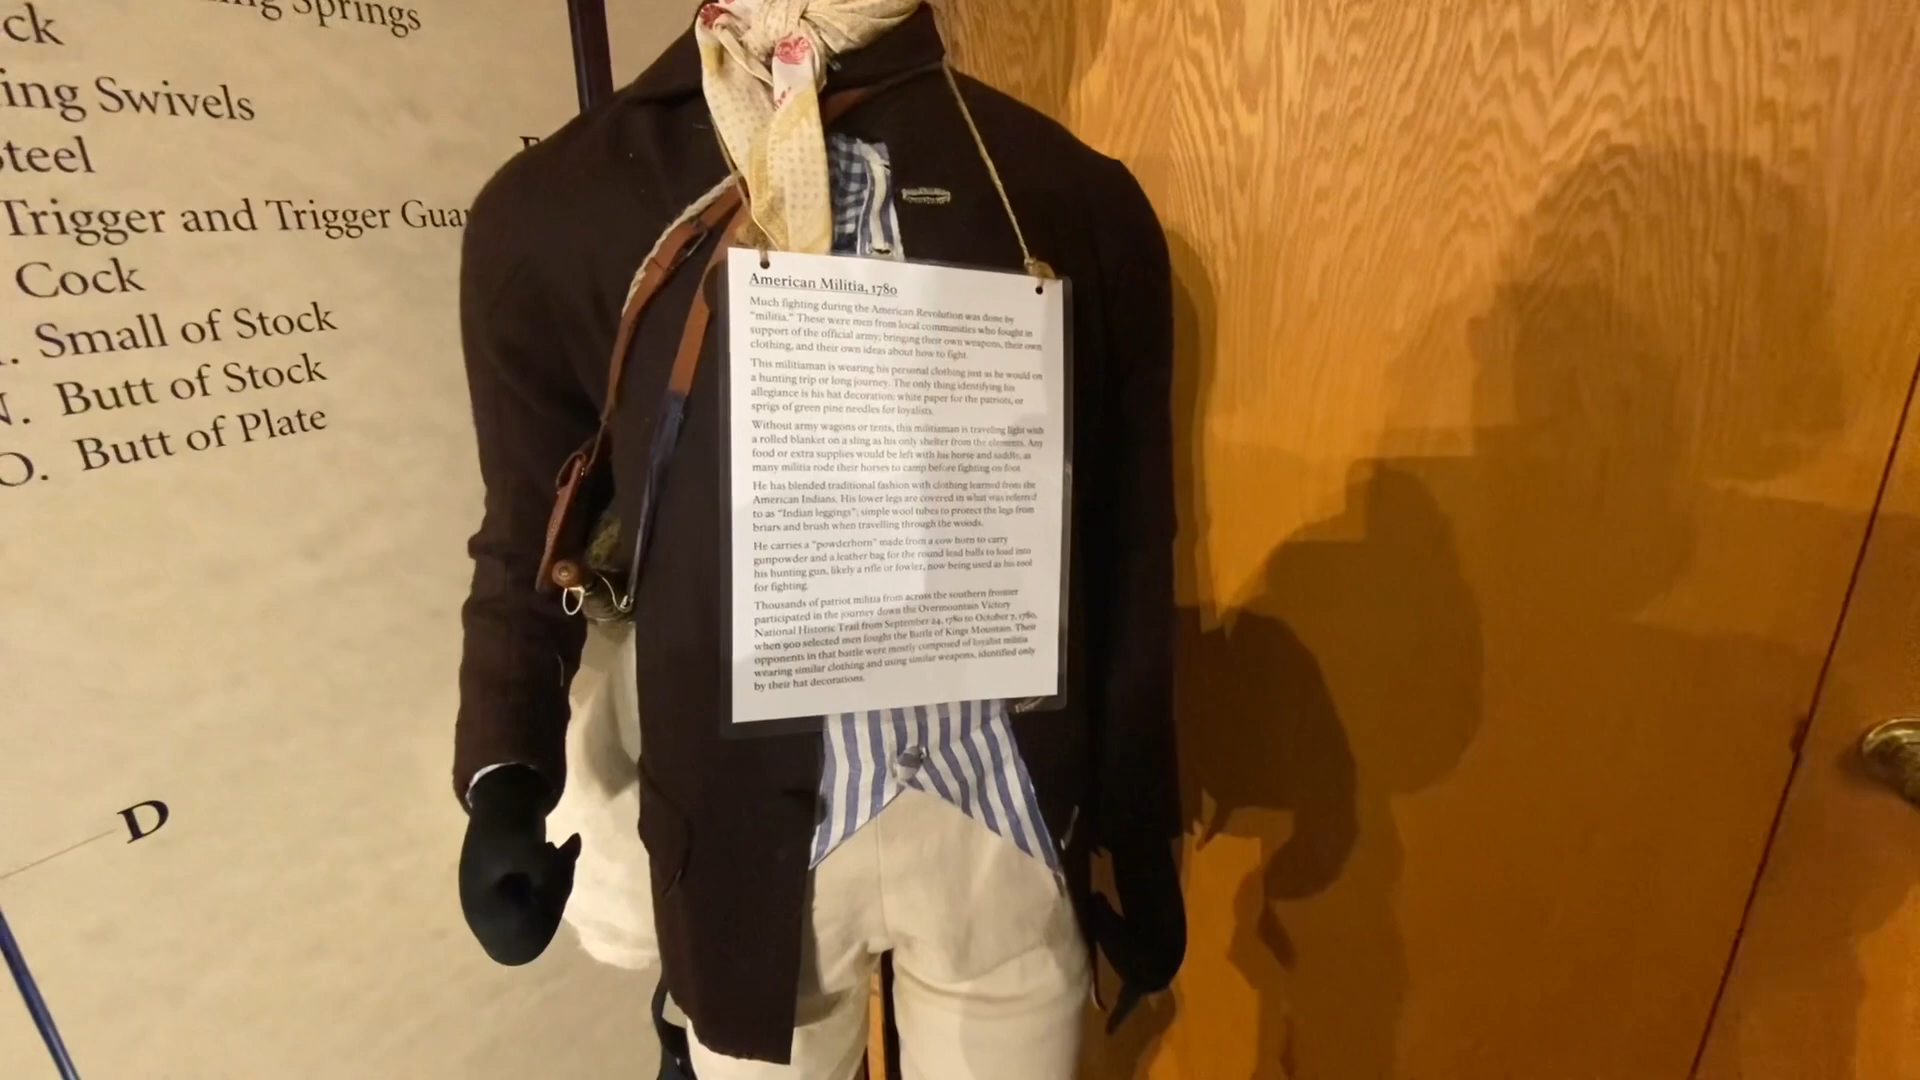 ng Springs
ck
ing Swivels
Steel
Trigger and Trigger Gua
Cock
. Small of Stock
N. Butt of Stock
O. Butt of Plate
D
American Militia, 1780
Much fighting during the American Revolution was done by
"militia." These were men from local communities who fought in
support of the official army; bringing their own weapons, their own
clothing, and their own ideas about how to fight.
This militiaman is wearing his personal clothing just as he would on
a hunting trip or long journey. The only thing identifying his
allegiance is his hat decoration: white paper for the patriots, or
sprigs of green pine needles for loyalists.
Without army wagons or tents, this militiaman is traveling light with
a rolled blanket on a sling as his only shelter from the elements. Any
food or extra supplies would be left with his horse and saddle, as
many militia rode their horses to camp before fighting on foot.
He has blended traditional fashion with clothing learned from the
American Indians. His lower legs are covered in what was referred
to as "Indian leggings"; simple wool tubes to protect the legs from
briars and brush when travelling through the woods.
He carries a "powderhorn" made from a cow horn to carry
gunpowder and a leather bag for the round lead balls to load into
his hunting gun, likely a rifle or fowler, now being used as his tool
for fighting.
Thousands of patriot militia from across the southern frontier
participated in the journey down the Overmountain Victory
National Historic Trail from September 24, 1780 to October 7, 1780,
when 900 selected men fought the Battle of Kings Mountain. Their
opponents in that battle were mostly composed of loyalist militia
wearing similar clothing and using similar weapons, identified only
by their hat decorations.